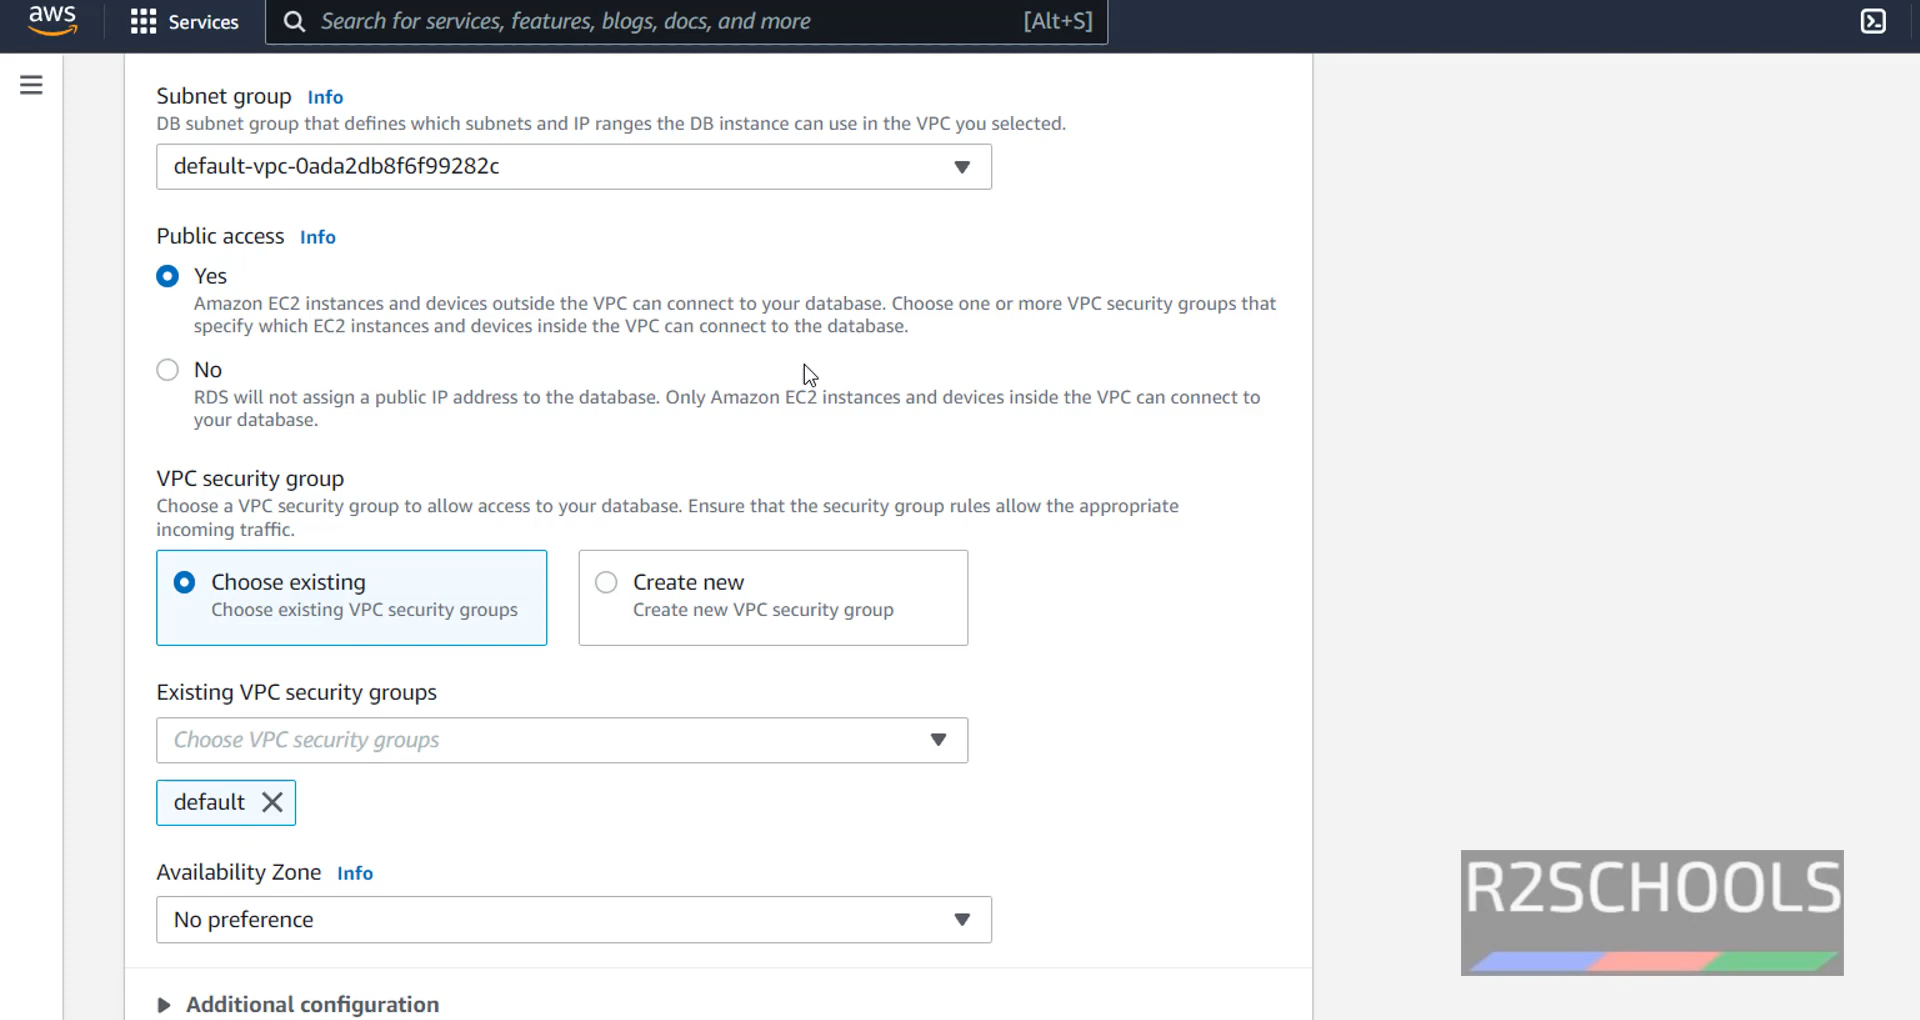 aws
Services
Search for services, features, blogs, docs, and more
[Alt+S]
Subnet group Info
DB subnet group that defines which subnets and IP ranges the DB instance can use in the VPC you selected.
default-vpc-0ada2db8f6f99282c
Public access Info
Yes
Amazon EC2 instances and devices outside the VPC can connect to your database. Choose one or more VPC security groups that
specify which EC2 instances and devices inside the VPC can connect to the database.
No
RDS will not assign a public IP address to the database. Only Amazon EC2 instances and devices inside the VPC can connect to
your database.
VPC security group
Choose a VPC security group to allow access to your database. Ensure that the security group rules allow the appropriate
incoming traffic.
Choose existing
Choose existing VPC security groups
Create new
Create new VPC security group
Existing VPC security groups
Choose VPC security groups
default
Availability Zone Info
No preference
Additional configuration
R2SCHOOLS